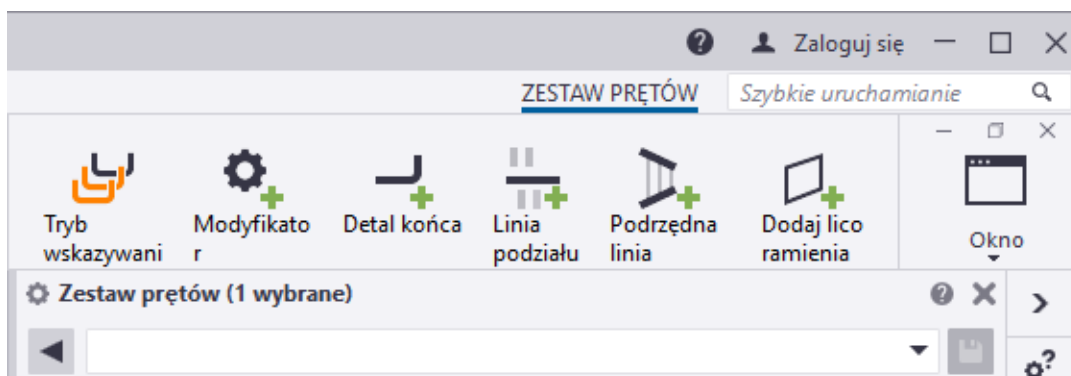 Zaloguj się
ZESTAW PRĘTÓW Szybkie uruchamianie
Tryb
wskazywani
Modyfikato
r
Detal końca
Linia
podziału
Podrzędna
linia
Dodaj lico
ramienia
Okno
Zestaw prętów (1 wybrane)